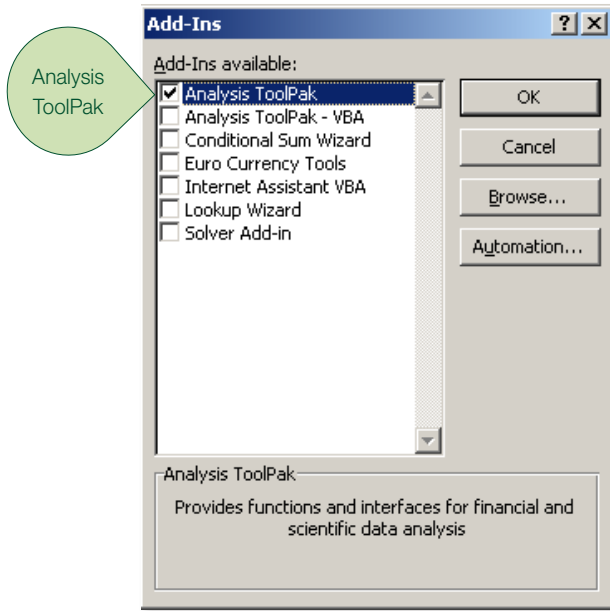 Add-Ins
Add-Ins available:
Analysis
ToolPak
Analysis ToolPak
Analysis ToolPak - VBA
Conditional Sum Wizard
Euro Currency Tools
Internet Assistant VBA
Lookup Wizard
Solver Add-in
OK
Cancel
Browse...
Automation...
Analysis ToolPak
Provides functions and interfaces for financial and
scientific data analysis